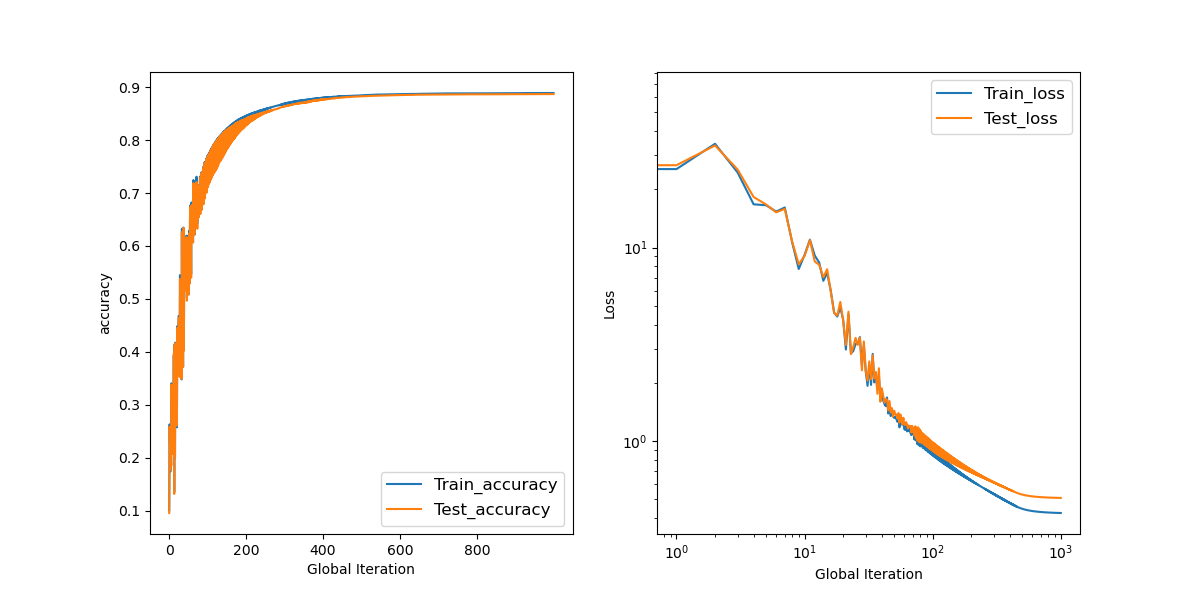 0.9
0.8
0.7
0.6
0.5
0.4
0.3
0.2
0.1
accuracy
0 200 400 600 800
Global Iteration
Train_accuracy
Test_accuracy
10¹
10⁰
Loss
10⁰ 10¹ 10² 10³
Global Iteration
Train_loss
Test_loss